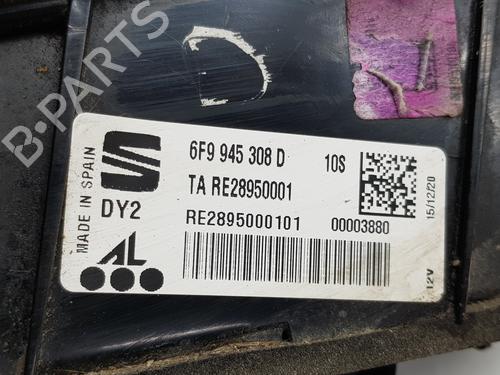 B-PARTS
MADE IN SPAIN
DY2
AL
6F9 945 308 D
10S
TA RE28950001
RE2895000101
00003880
15/12/20
12V